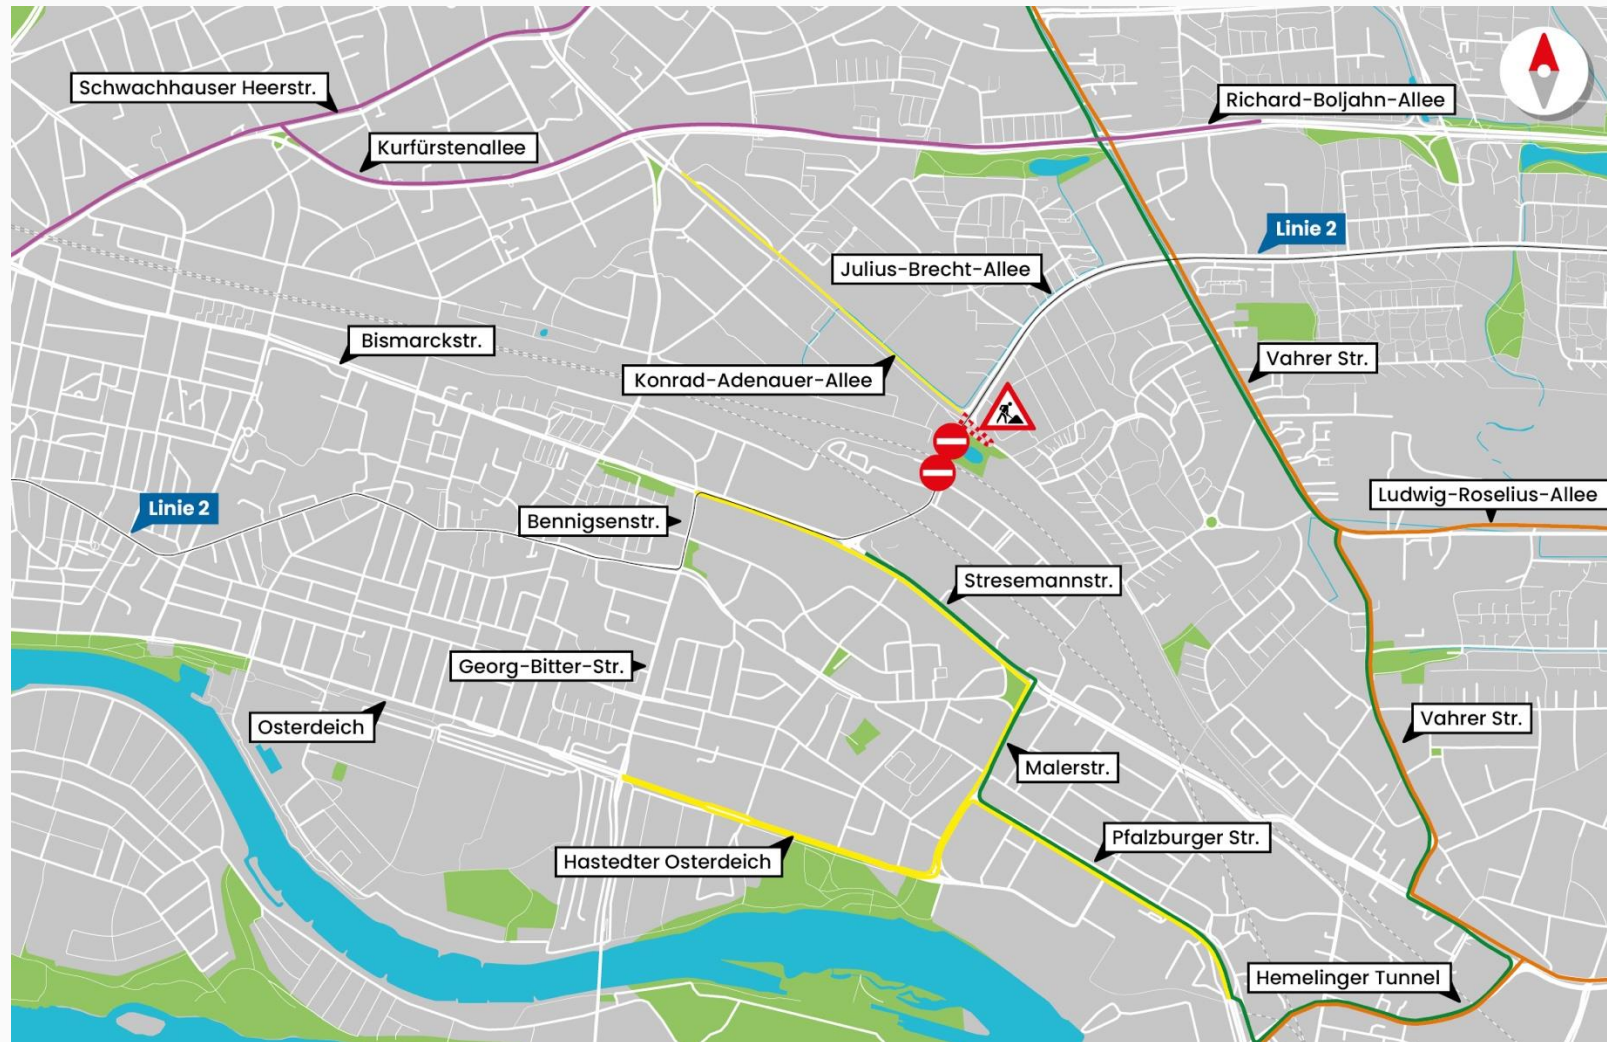 Schwachhauser Heerstr.
Richard-Boljahn-Allee
Kurfürstenallee
Linie 2
Julius-Brecht-Allee
Bismarckstr.
Vahrer Str.
Konrad-Adenauer-Allee
Ludwig-Roselius-Allee
Linie 2
Bennigsenstr.
Stresemannstr.
Georg-Bitter-Str.
Vahrer Str.
Osterdeich
Malerstr.
Pfalzburger Str.
Hastedter Osterdeich
Hemelinger Tunnel